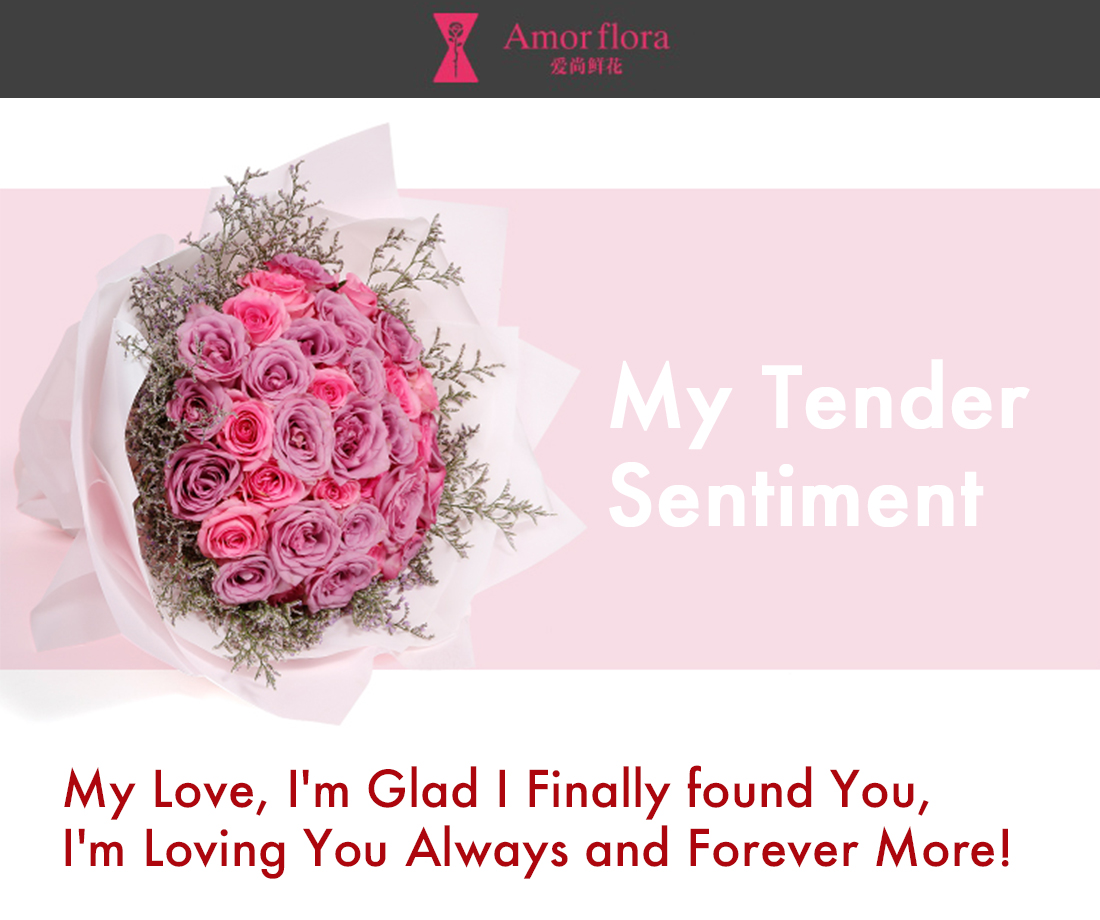 Amor flora
爱尚鲜花
My Tender
Sentiment
My Love, I'm Glad I Finally found You,
I'm Loving You Always and Forever More!